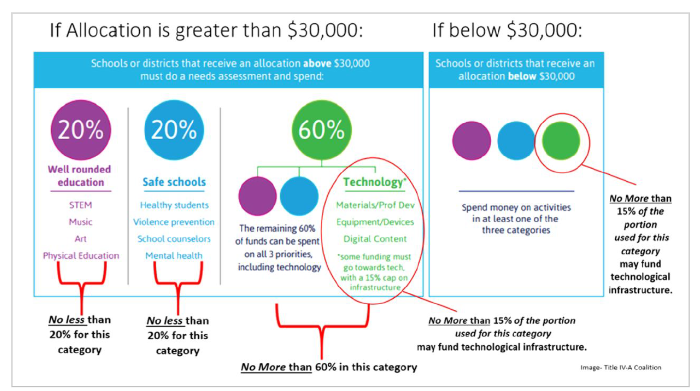 If Allocation is greater than $30,000:
If below $30,000:
Schools or districts that receive an allocation above $30,000
must do a needs assessment and spend:
20%
Well rounded
education
STEM
Music
Art
Physical Education
No less than
20% for this
category
20%
Safe schools
Healthy students
Violence prevention
School counselors
Mental health
No less than
20% for this
category
60%
The remaining 60%
of funds can be spent
on all 3 priorities,
including technology
Technology*
Materials/Prof Dev
Equipment/Devices
Digital Content
*some funding must
go towards tech,
with a 15% cap on
infrastructure
No More than 60% in this category
No More than 15% of the portion
used for this category
may fund technological infrastructure.
Schools or districts that receive an
allocation below $30,000
Spend money on activities
in at least one of the
three categories
No More than
15% of the
portion
used for this
category
may fund
technological
infrastructure.
Image- Title IV-A Coalition